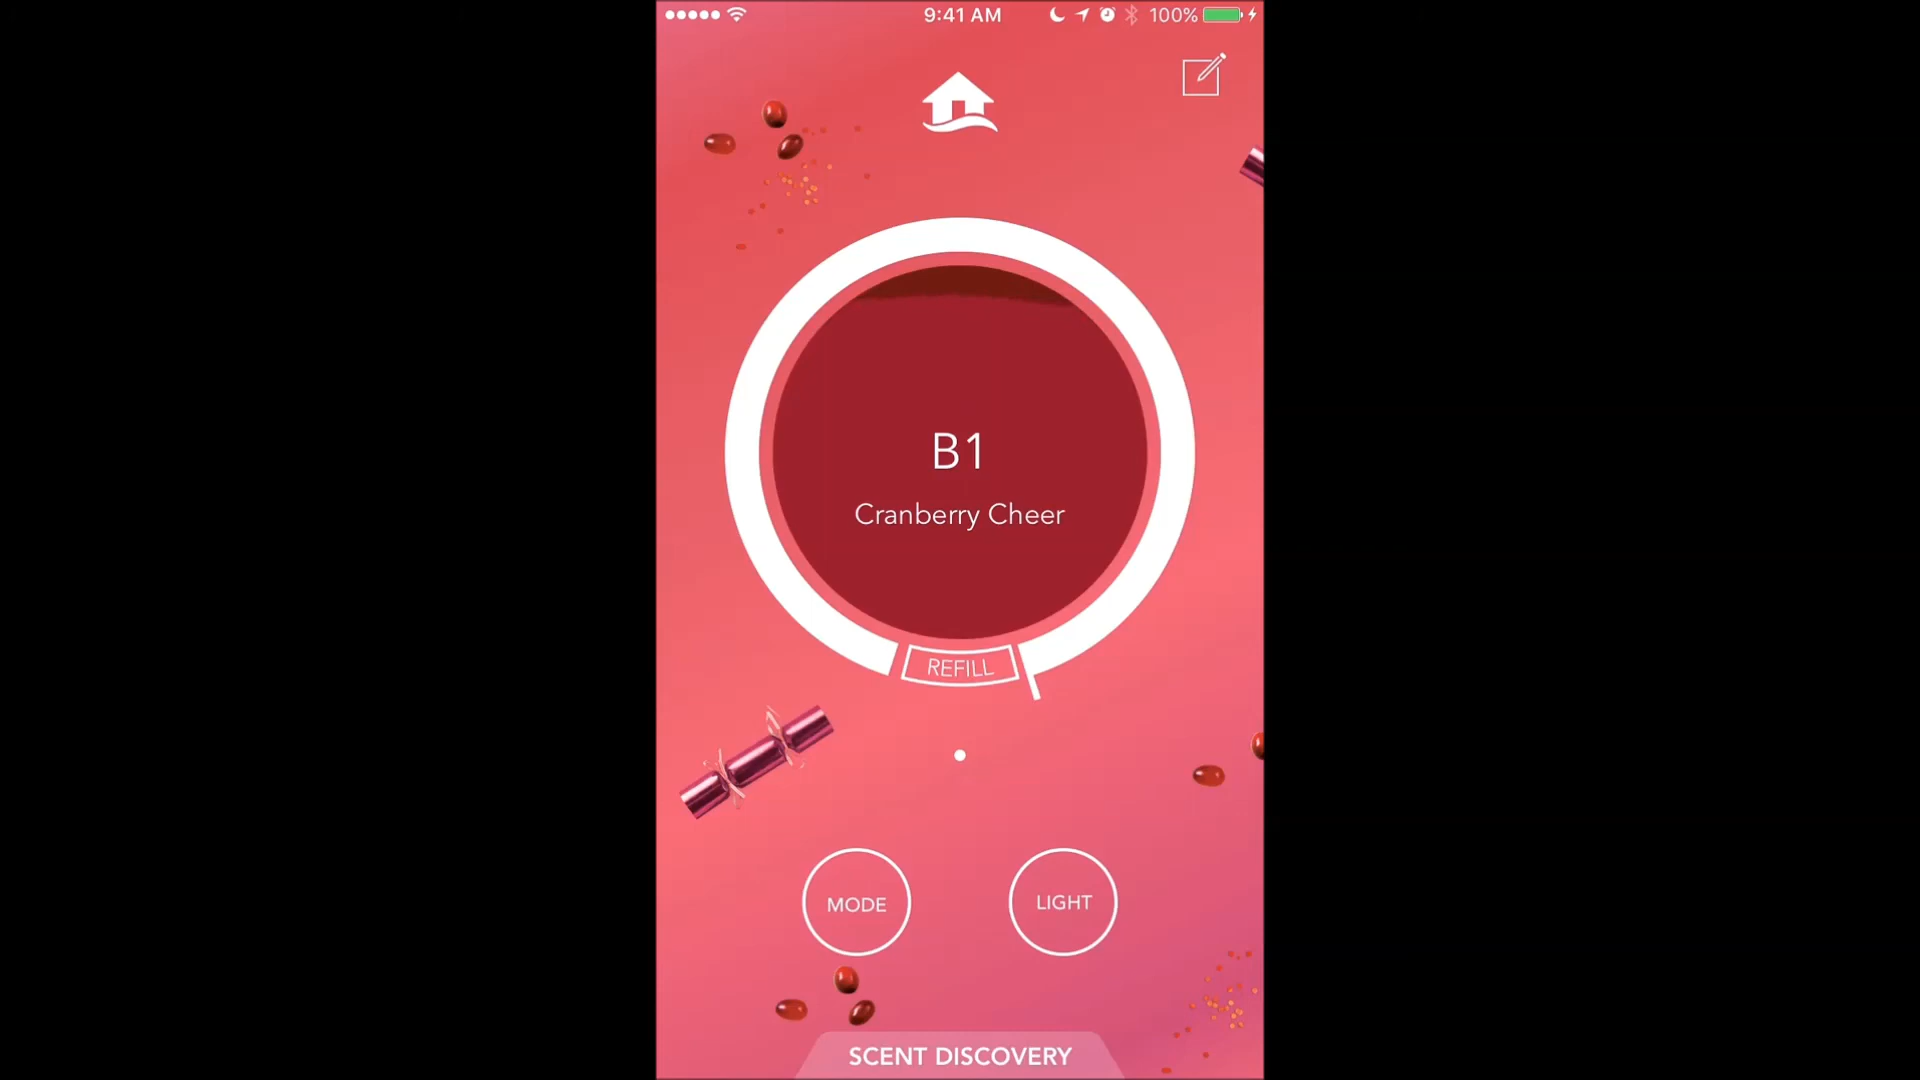 9:41 AM 100%
B1
Cranberry Cheer
REFILL
MODE LIGHT
SCENT DISCOVERY